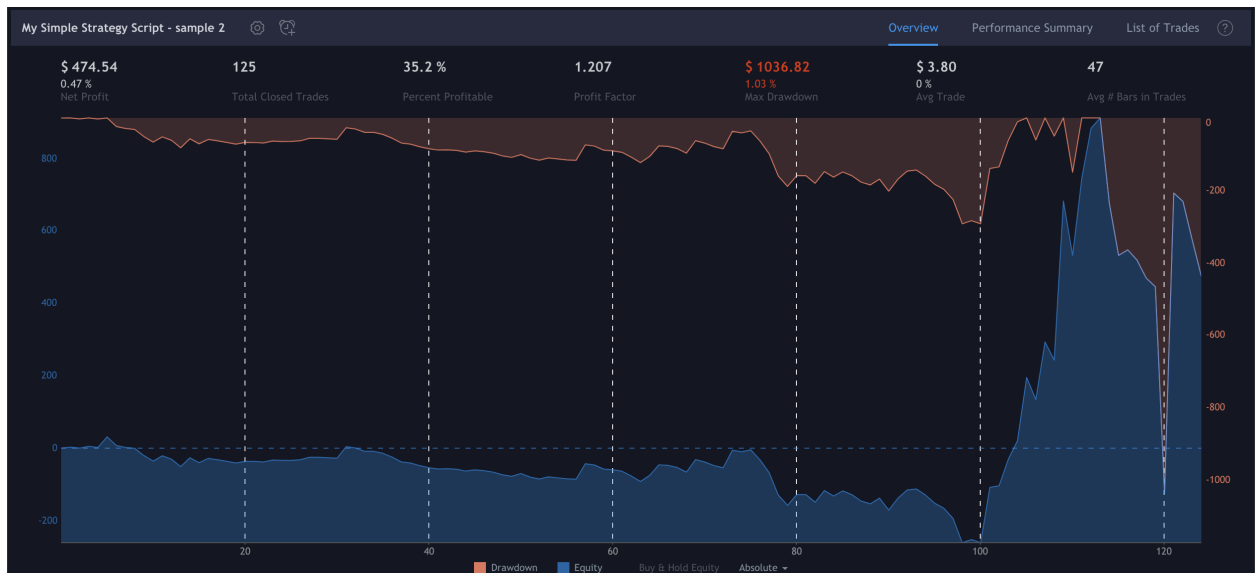 My Simple Strategy Script - sample 2 Overview Performance Summary List of Trades ?
$ 474.54 125 35.2 % 1.207 $ 1036.82 $ 3.80 47
0.47 % 1.03 % 0 %
Net Profit Total Closed Trades Percent Profitable Profit Factor Max Drawdown Avg Trade Avg # Bars in Trades
0
800
-200
600
-400
400
-600
200
-800
0
-1000
-200
20 40 60 80 100 120
Drawdown Equity Buy & Hold Equity Absolute